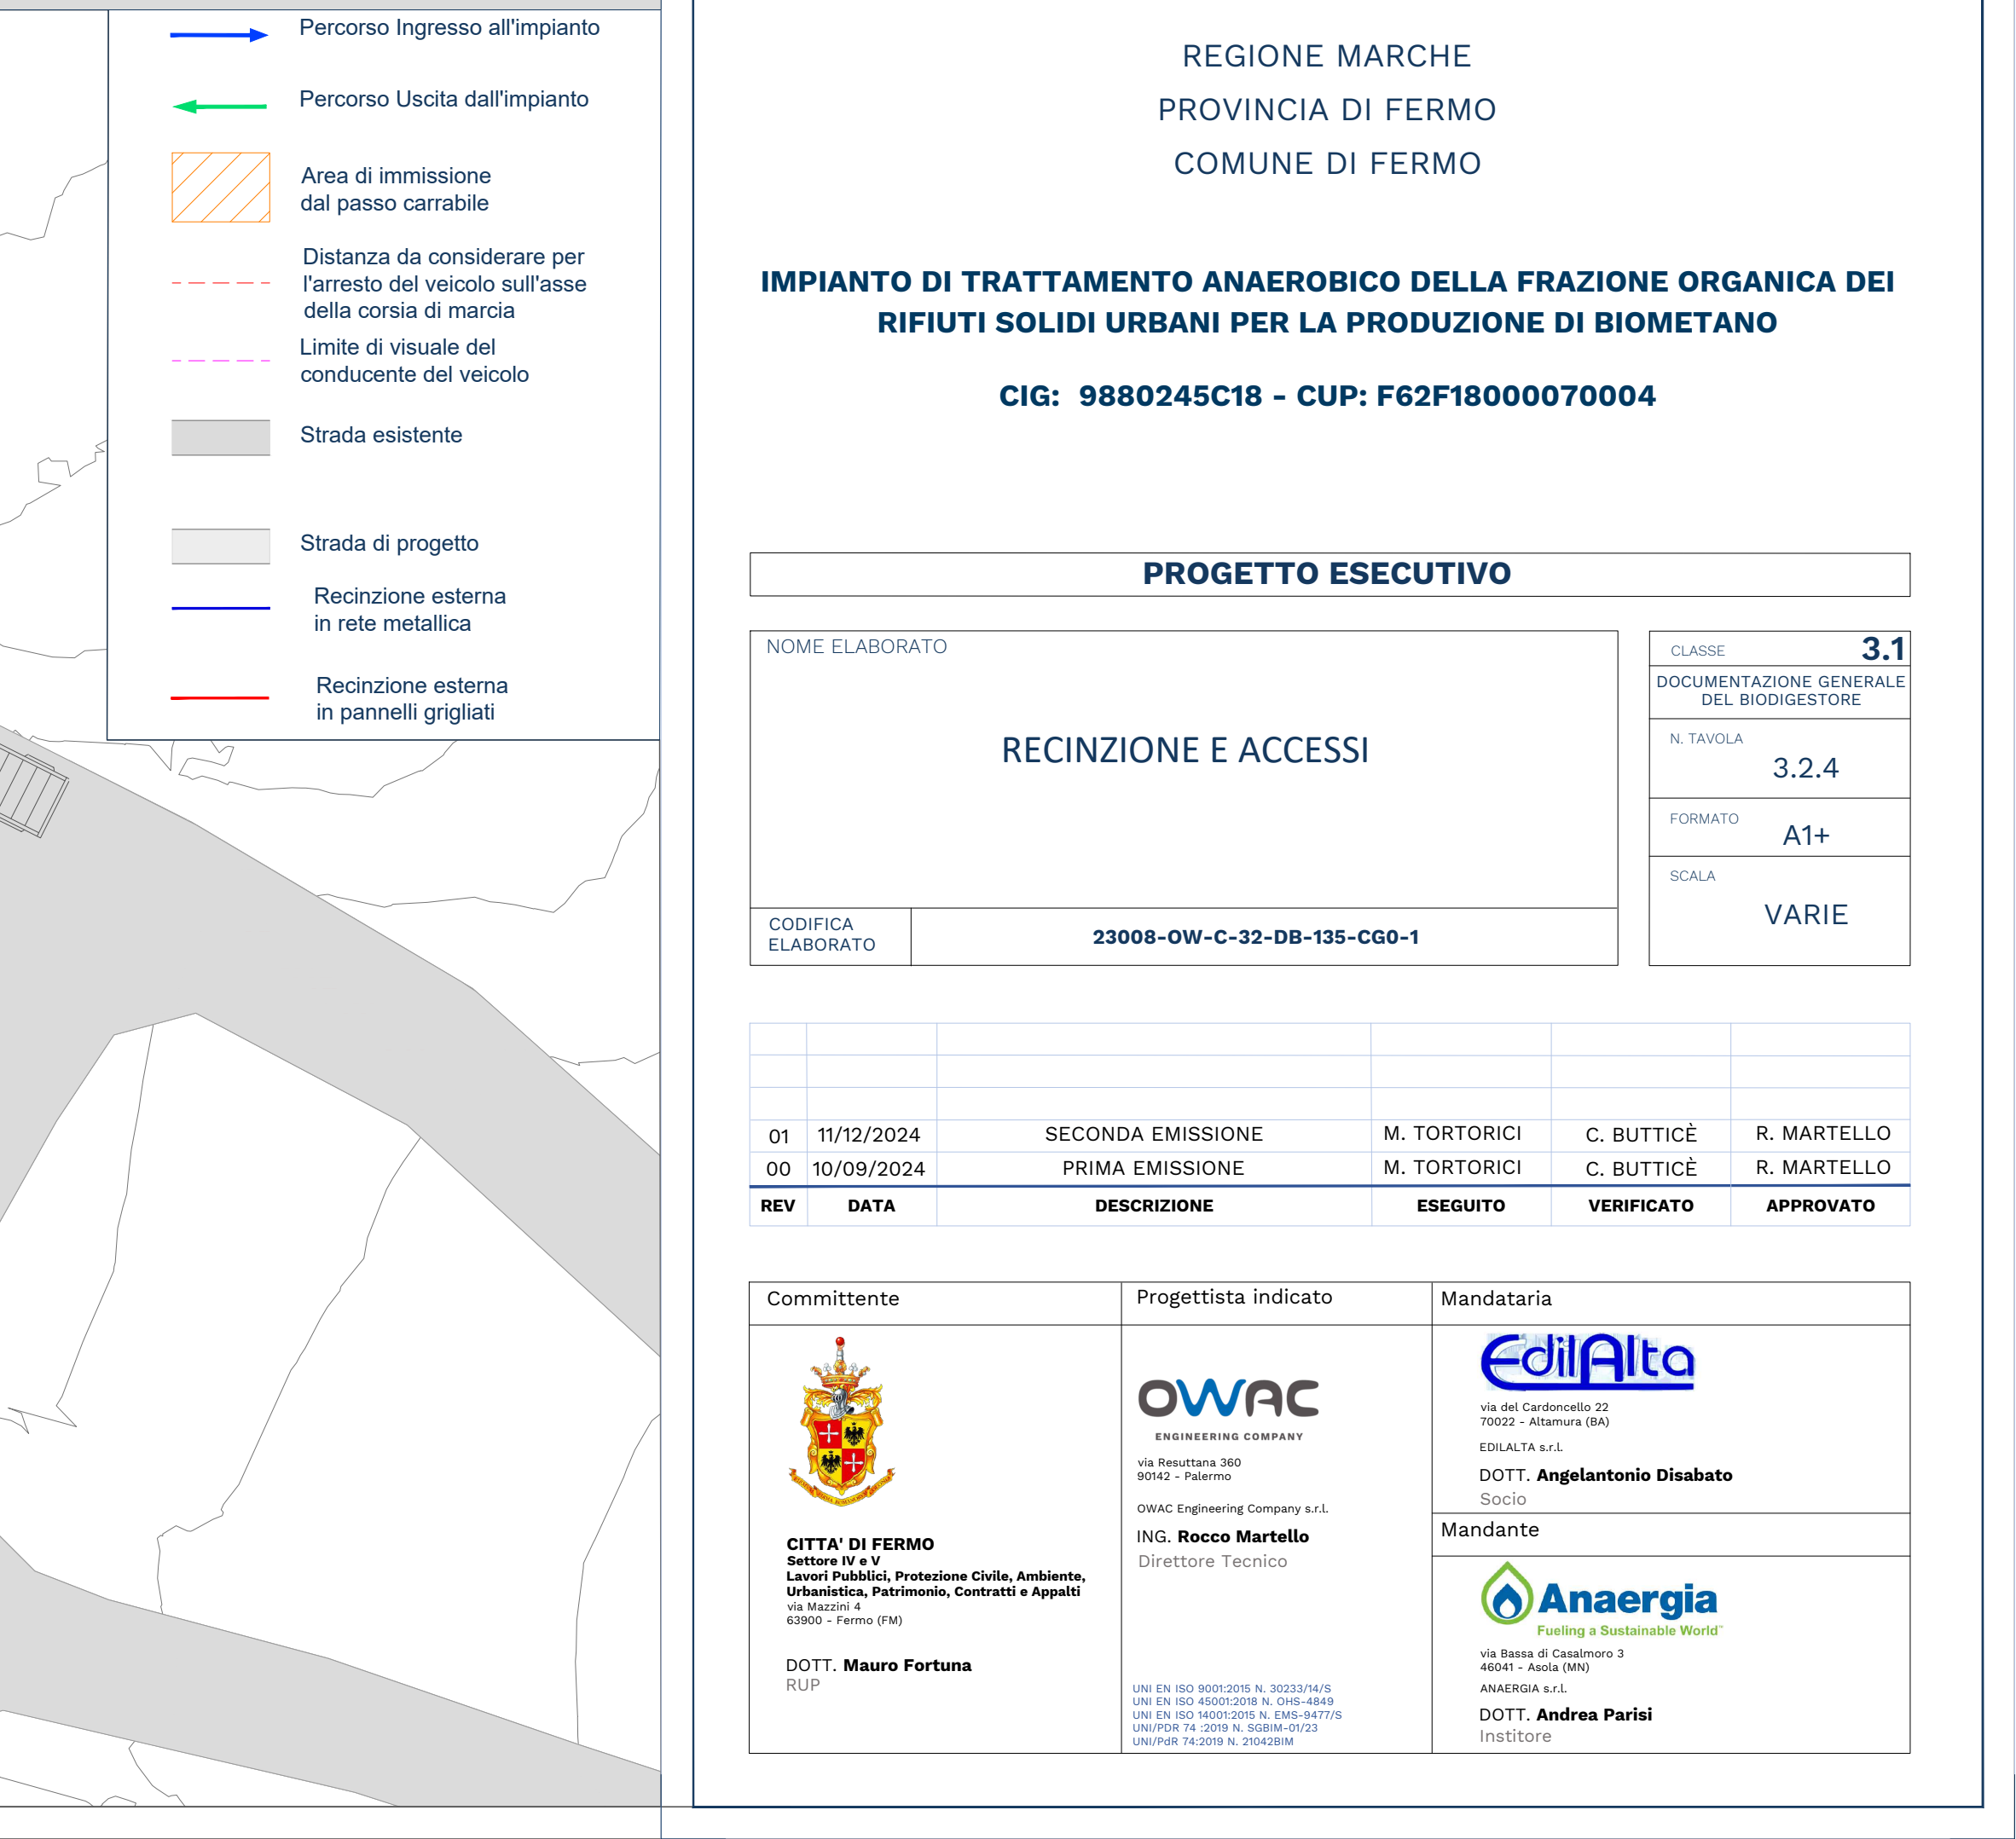 Percorso Ingresso all'impianto
Percorso Uscita dall'impianto
Area di immissione
dal passo carrabile
Distanza da considerare per
l'arresto del veicolo sull'asse
della corsia di marcia
Limite di visuale del
conducente del veicolo
Strada esistente
Strada di progetto
Recinzione esterna
in rete metallica
Recinzione esterna
in pannelli grigliati
REGIONE MARCHE
PROVINCIA DI FERMO
COMUNE DI FERMO
IMPIANTO DI TRATTAMENTO ANAEROBICO DELLA FRAZIONE ORGANICA DEI
RIFIUTI SOLIDI URBANI PER LA PRODUZIONE DI BIOMETANO
CIG: 9880245C18 - CUP: F62F18000070004
PROGETTO ESECUTIVO
NOME ELABORATO
RECINZIONE E ACCESSI
CODIFICA
ELABORATO
23008-OW-C-32-DB-135-CG0-1
CLASSE 3.1
DOCUMENTAZIONE GENERALE
DEL BIODIGESTORE
N. TAVOLA
3.2.4
FORMATO
A1+
SCALA
VARIE
01 11/12/2024 SECONDA EMISSIONE M. TORTORICI C. BUTTICÈ R. MARTELLO
00 10/09/2024 PRIMA EMISSIONE M. TORTORICI C. BUTTICÈ R. MARTELLO
REV DATA DESCRIZIONE ESEGUITO VERIFICATO APPROVATO
Committente
CITTA' DI FERMO
Settore IV e V
Lavori Pubblici, Protezione Civile, Ambiente,
Urbanistica, Patrimonio, Contratti e Appalti
via Mazzini 4
63900 - Fermo (FM)
DOTT. Mauro Fortuna
RUP
Progettista indicato
OWAC
ENGINEERING COMPANY
via Resuttana 360
90142 - Palermo
OWAC Engineering Company s.r.l.
ING. Rocco Martello
Direttore Tecnico
UNI EN ISO 9001:2015 N. 30233/14/S
UNI EN ISO 45001:2018 N. OHS-4849
UNI EN ISO 14001:2015 N. EMS-9477/S
UNI/PDR 74 :2019 N. SGBIM-01/23
UNI/PdR 74:2019 N. 21042BIM
Mandataria
EdilAlta
via del Cardoncello 22
70022 - Altamura (BA)
EDILALTA s.r.l.
DOTT. Angelantonio Disabato
Socio
Mandante
Anaergia
Fueling a Sustainable World™
via Bassa di Casalmoro 3
46041 - Asola (MN)
ANAERGIA s.r.l.
DOTT. Andrea Parisi
Institore